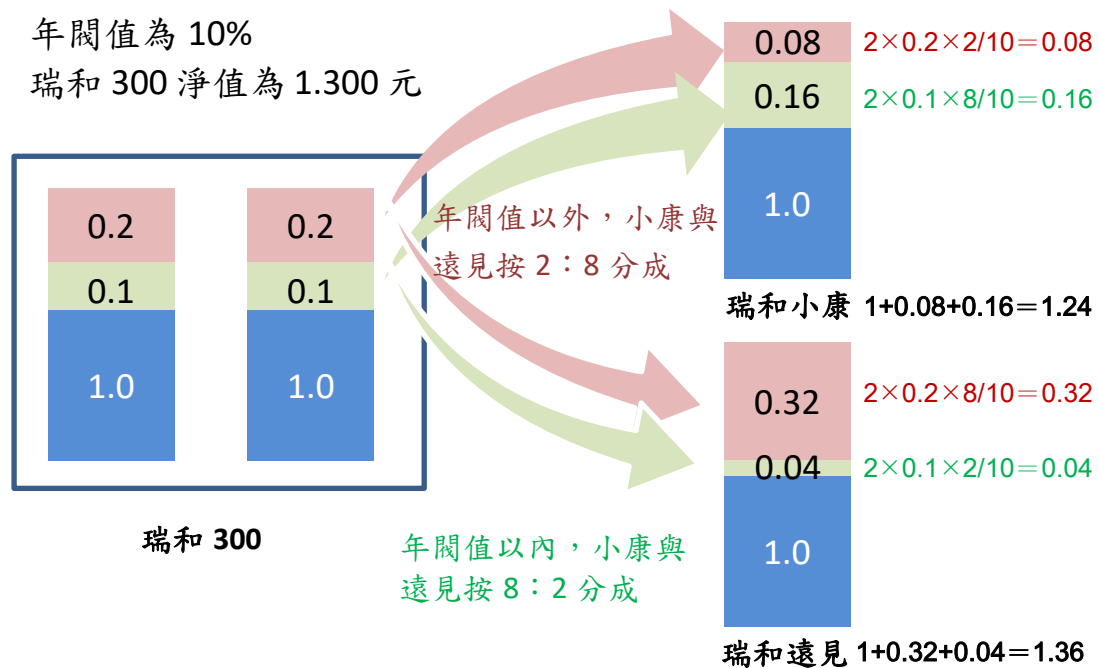 年閥值為 10%
瑞和 300 淨值為 1.300 元
0.2
0.2
0.1
0.1
1.0
1.0
瑞和 300
年閥值以外，小康與
遠見按 2：8 分成
年閥值以內，小康與
遠見按 8：2 分成
0.08
2×0.2×2/10＝0.08
0.16
2×0.1×8/10＝0.16
1.0
瑞和小康 1+0.08+0.16＝1.24
0.32
2×0.2×8/10＝0.32
0.04
2×0.1×2/10＝0.04
1.0
瑞和遠見 1+0.32+0.04＝1.36